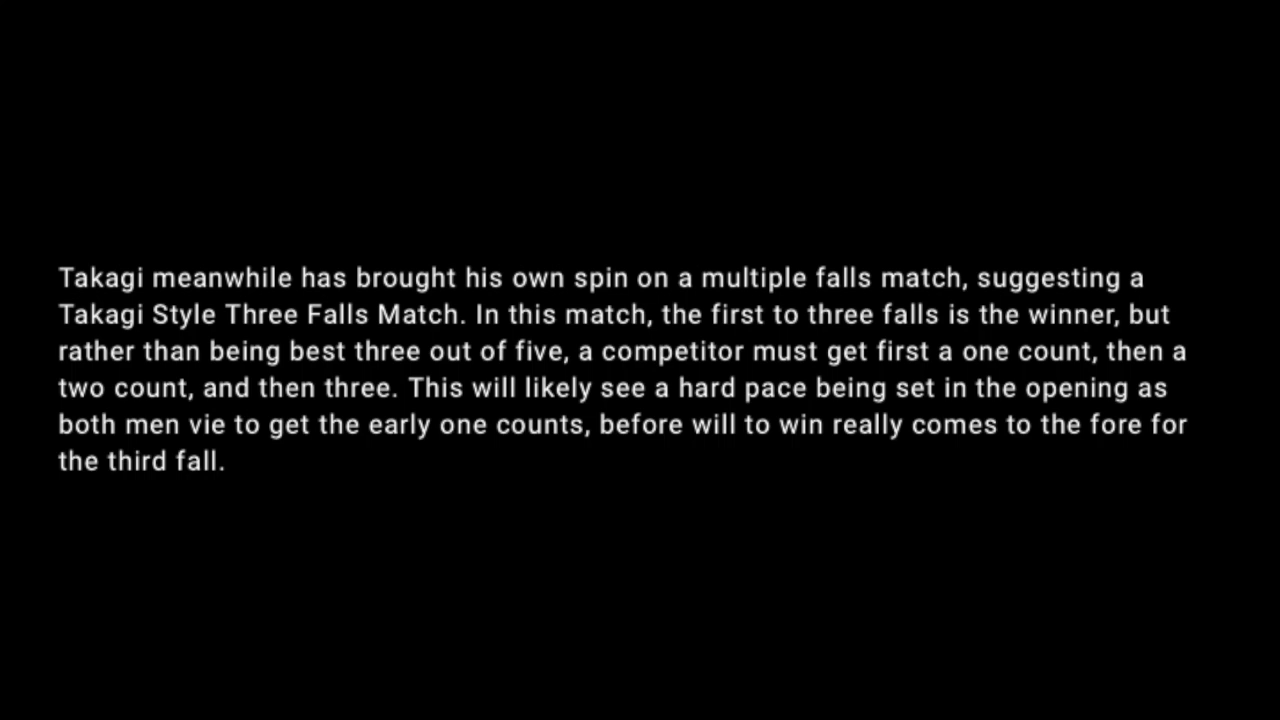 Takagi meanwhile has brought his own spin on a multiple falls match, suggesting a
Takagi Style Three Falls Match. In this match, the first to three falls is the winner, but
rather than being best three out of five, a competitor must get first a one count, then a
two count, and then three. This will likely see a hard pace being set in the opening as
both men vie to get the early one counts, before will to win really comes to the fore for
the third fall.